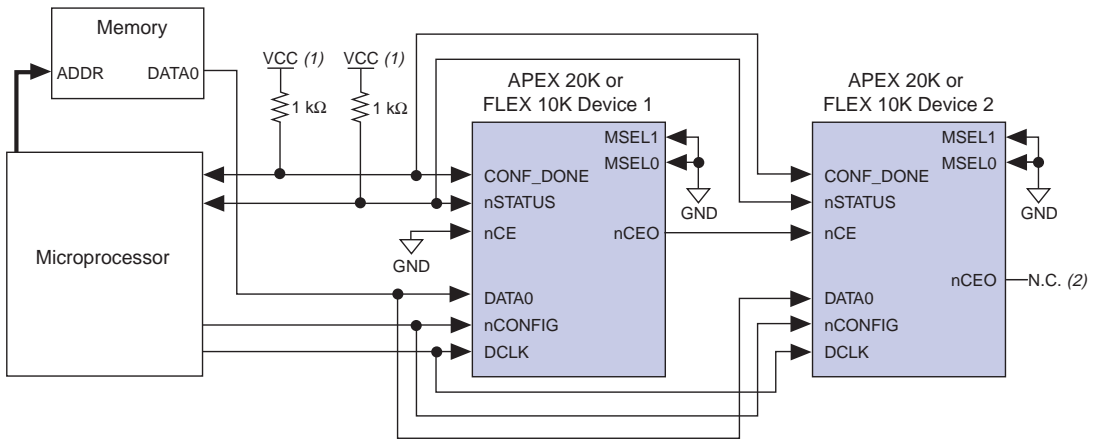 Memory
ADDR DATA0
VCC (1) VCC (1)
1 kΩ 1 kΩ
Microprocessor
APEX 20K or
FLEX 10K Device 1
MSEL1
MSEL0
CONF_DONE
nSTATUS
nCE nCEO
DATA0
nCONFIG
DCLK
GND
GND
APEX 20K or
FLEX 10K Device 2
MSEL1
MSEL0
CONF_DONE
nSTATUS
nCE
nCEO N.C. (2)
DATA0
nCONFIG
DCLK
GND